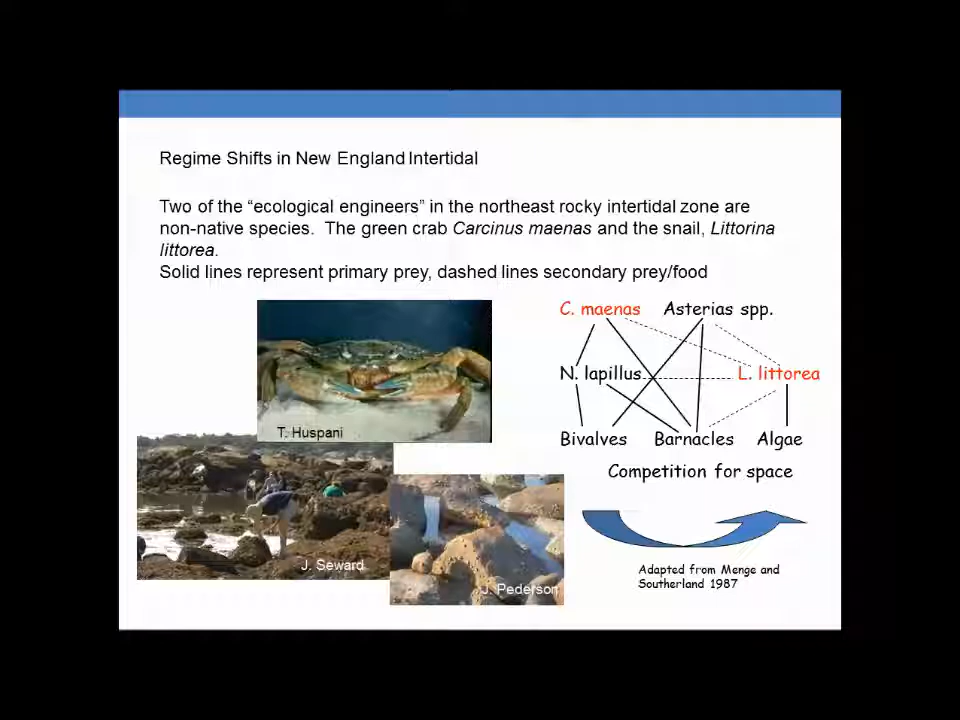 Regime Shifts in New England Intertidal
Two of the “ecological engineers” in the northeast rocky intertidal zone are
non-native species.  The green crab Carcinus maenas and the snail, Littorina
littorea.
Solid lines represent primary prey, dashed lines secondary prey/food
C. maenas Asterias spp.
N. lapillus L. littorea
T. Huspani
Bivalves Barnacles Algae
Competition for space
J. Seward
Adapted from Menge and
Southerland 1987
J. Pederson